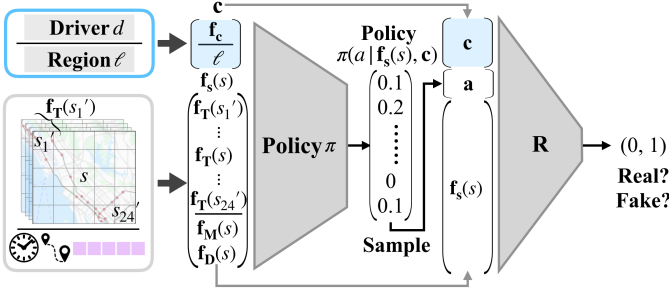 Driver d
Region ℓ
f_T(s_1′)
s_1′
s
s_24′
c
f_c
ℓ
f_s(s)
f_T(s_1′)
⋮
f_T(s)
⋮
f_T(s_24′)
f_M(s)
f_D(s)
Policy π
Policy
π(a | f_s(s), c)
0.1
0.2
0
0.1
Sample
c
a
f_s(s)
R
(0, 1)
Real?
Fake?